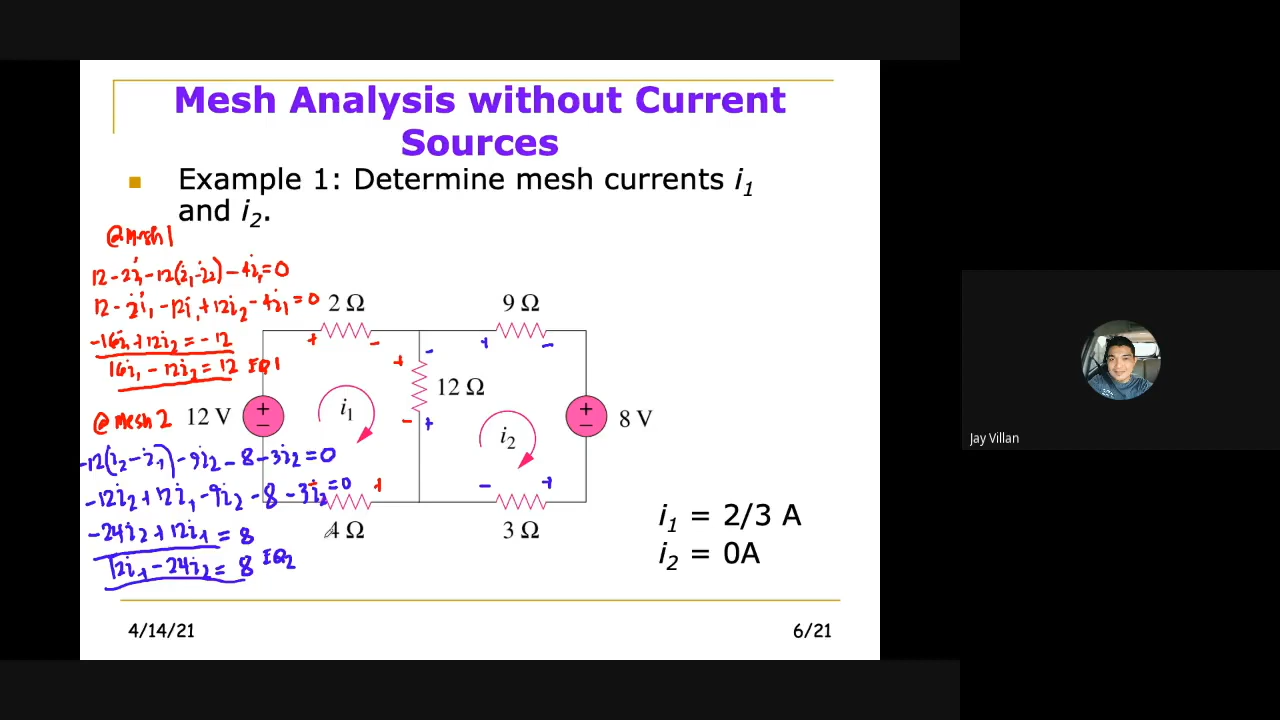 Mesh Analysis without Current
Sources
Example 1: Determine mesh currents i1
and i2.
@mesh1
12 - 2i1 - 12(i1 - i2) - 4i1 = 0
12 - 2i1 - 12i1 + 12i2 - 4i1 = 0
-16i1 + 12i2 = -12
16i1 - 12i2 = 12 EQ1
@mesh 2
-12(i2 - i1) - 9i2 - 8 - 3i2 = 0
-12i2 + 12i1 - 9i2 - 8 - 3i2 = 0
-24i2 + 12i1 = 8
12i1 - 24i2 = 8 EQ2
2 Ω
9 Ω
+ - + -
+ -
12 Ω
- +
12 V + -
i1
i2
+ - 8 V
- + - +
4 Ω
3 Ω
i1 = 2/3 A
i2 = 0A
4/14/21
6/21
Jay Villan